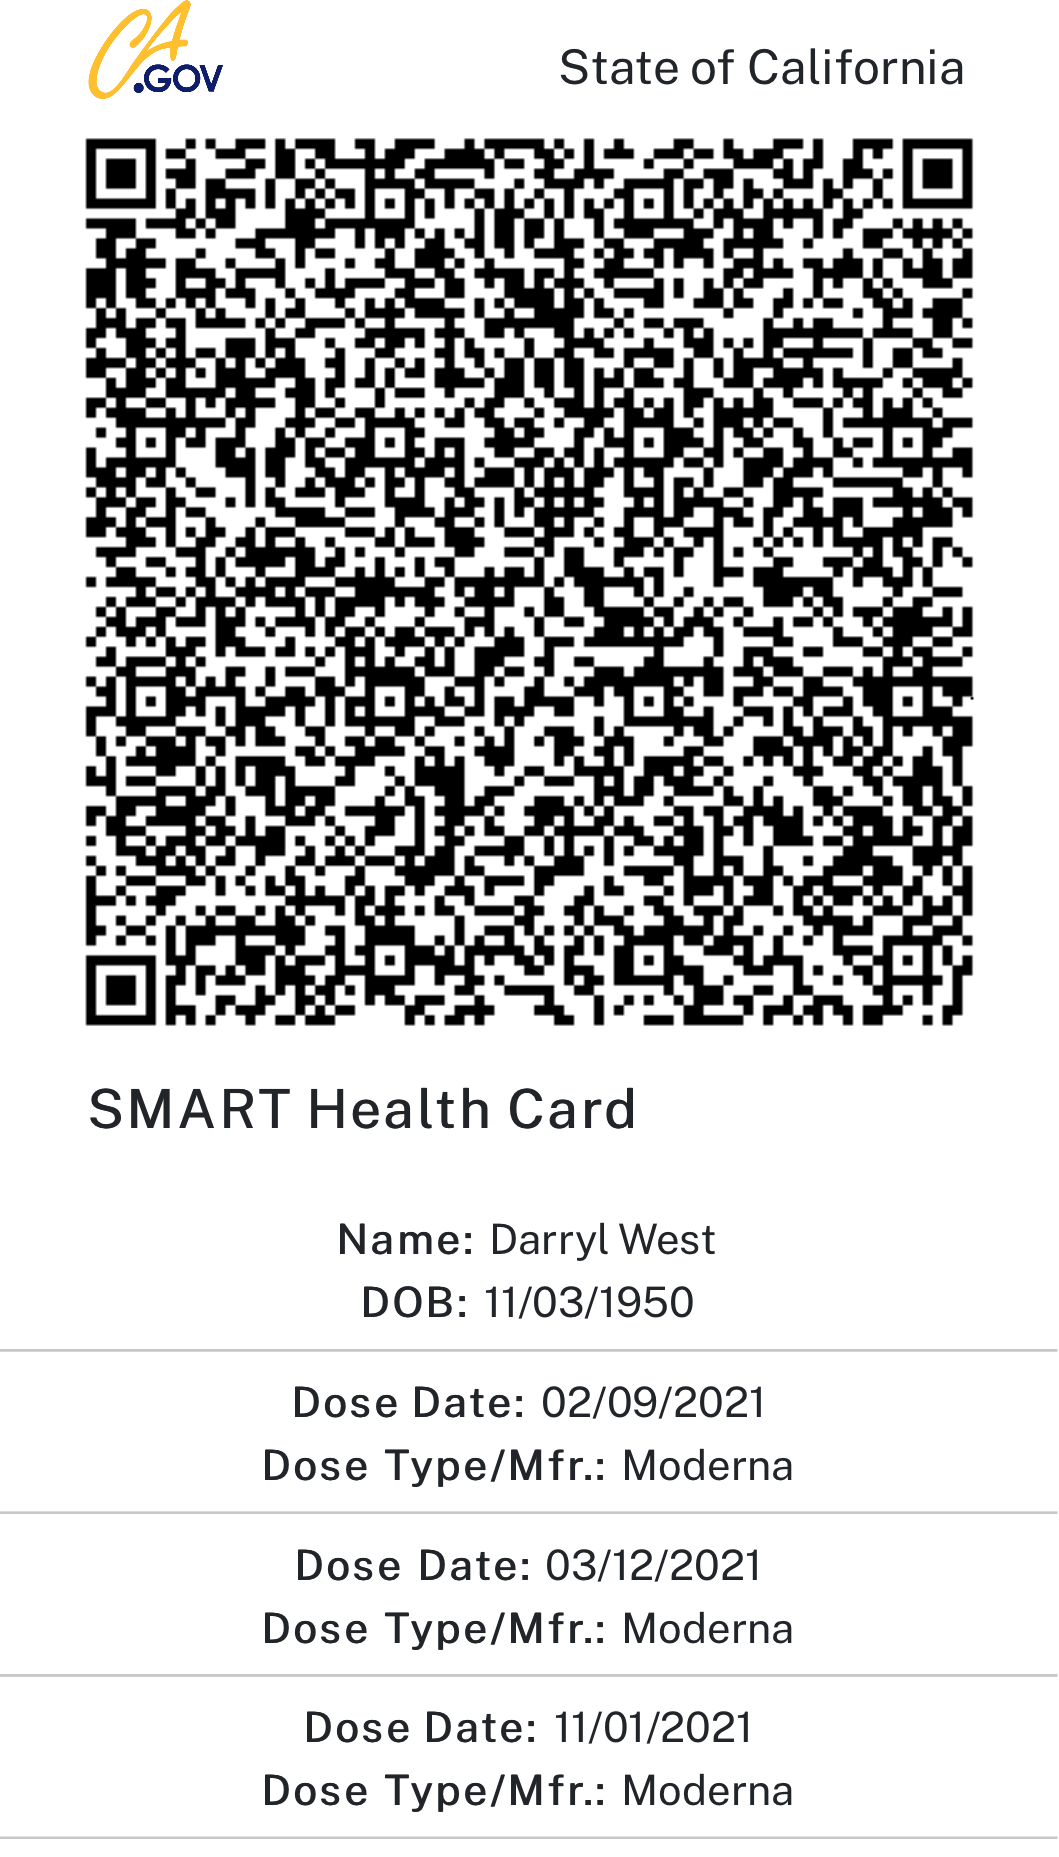 CA
.GOV
State of California
SMART Health Card
Name: Darryl West
DOB: 11/03/1950
Dose Date: 02/09/2021
Dose Type/Mfr.: Moderna
Dose Date: 03/12/2021
Dose Type/Mfr.: Moderna
Dose Date: 11/01/2021
Dose Type/Mfr.: Moderna